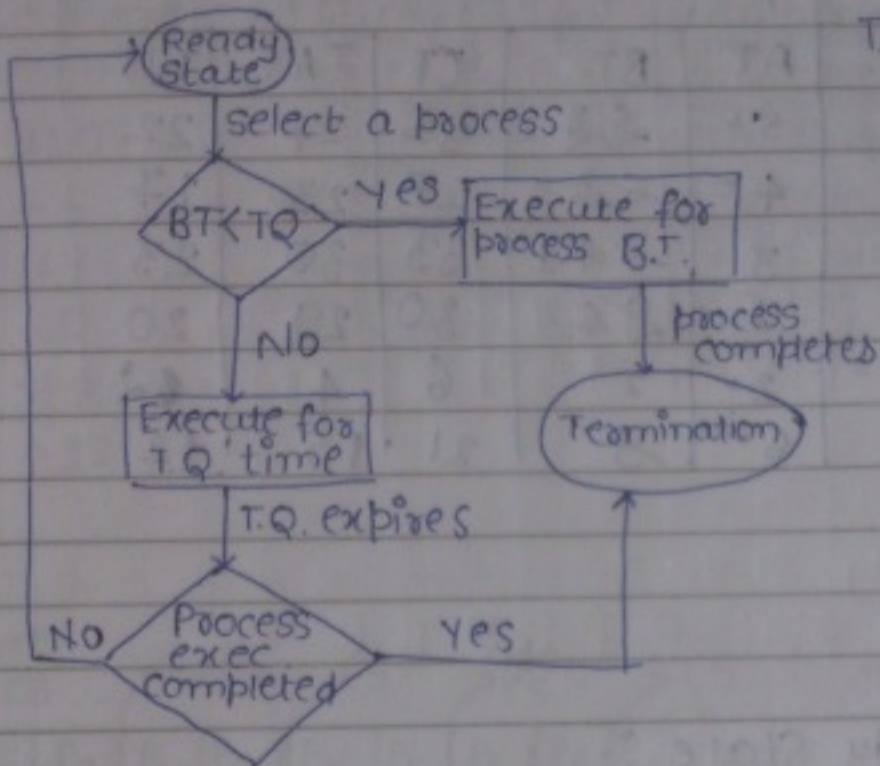 Ready
State
select a process
BT<TQ
Yes
Execute for
process B.T.
No
process
completes
Execute for
T.Q. time
Termination
T.Q. expires
Process
exec.
completed
No
Yes